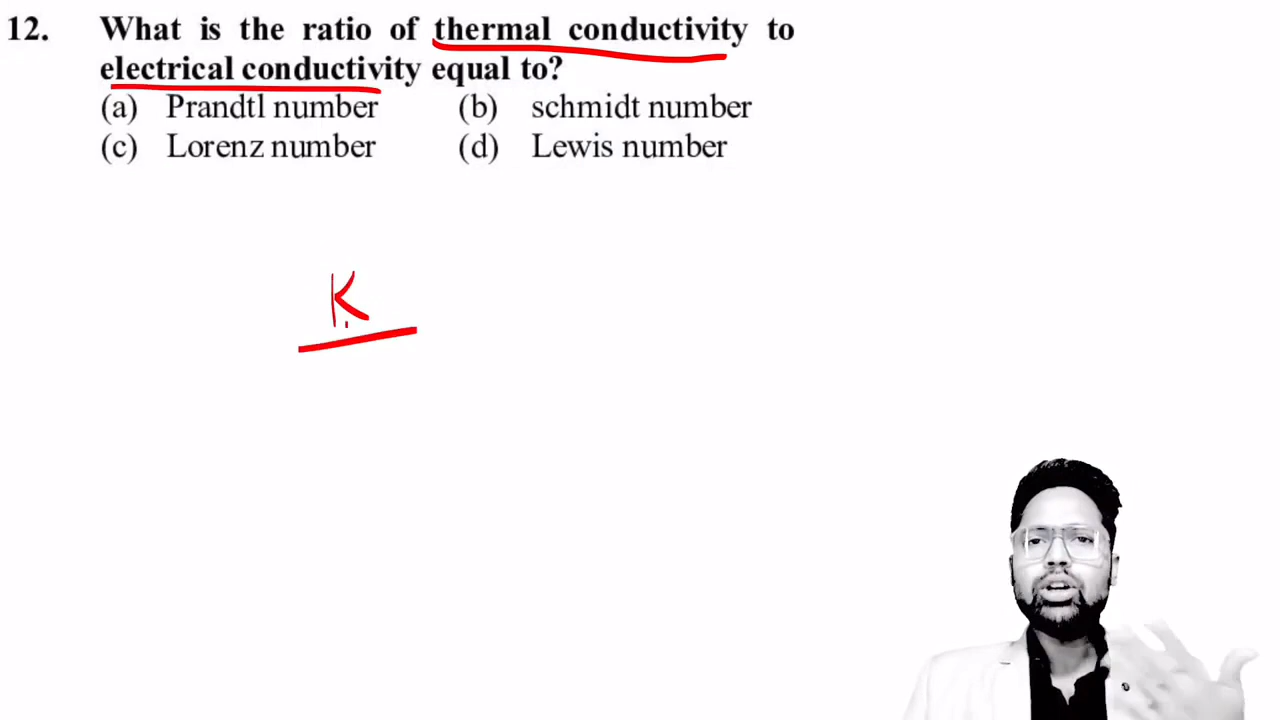 12. What is the ratio of thermal conductivity to
electrical conductivity equal to?
(a) Prandtl number (b) schmidt number
(c) Lorenz number (d) Lewis number
K